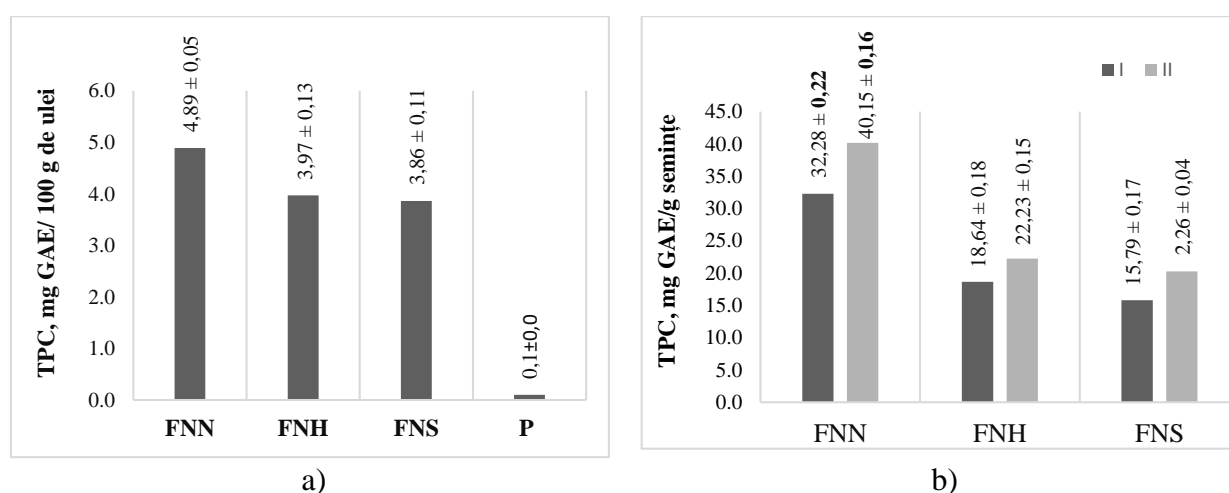 TPC, mg GAE/ 100 g de ulei
6.0
5.0
4.0
3.0
2.0
1.0
0.0
4,89 ± 0,05
3,97 ± 0,13
3,86 ± 0,11
0,1±0,0
FNN FNH FNS P
a)
TPC, mg GAE/g semințe
45.0
40.0
35.0
30.0
25.0
20.0
15.0
10.0
5.0
0.0
I II
32,28 ± 0,22
40,15 ± 0,16
18,64 ± 0,18
22,23 ± 0,15
15,79 ± 0,17
2,26 ± 0,04
FNN FNH FNS
b)